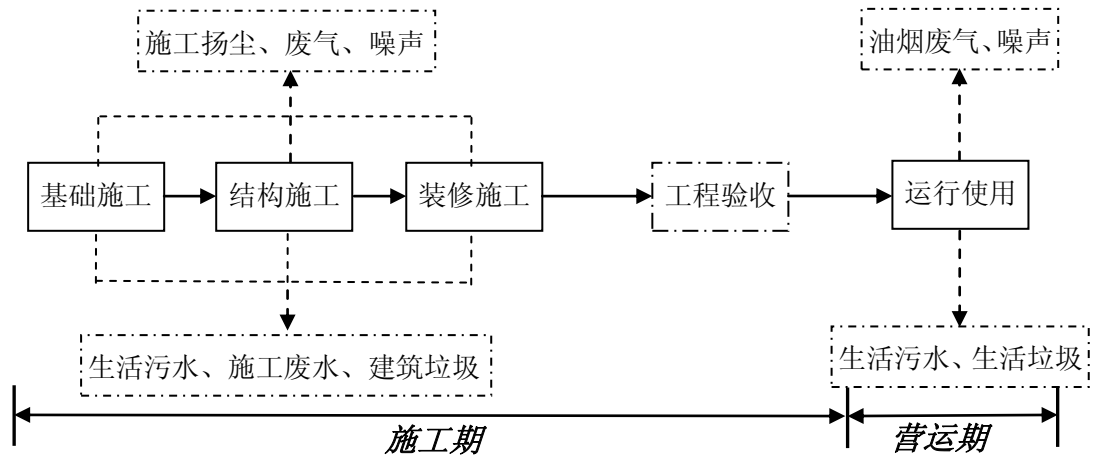 施工扬尘、废气、噪声
油烟废气、噪声
基础施工
结构施工
装修施工
工程验收
运行使用
生活污水、施工废水、建筑垃圾
生活污水、生活垃圾
施工期
营运期